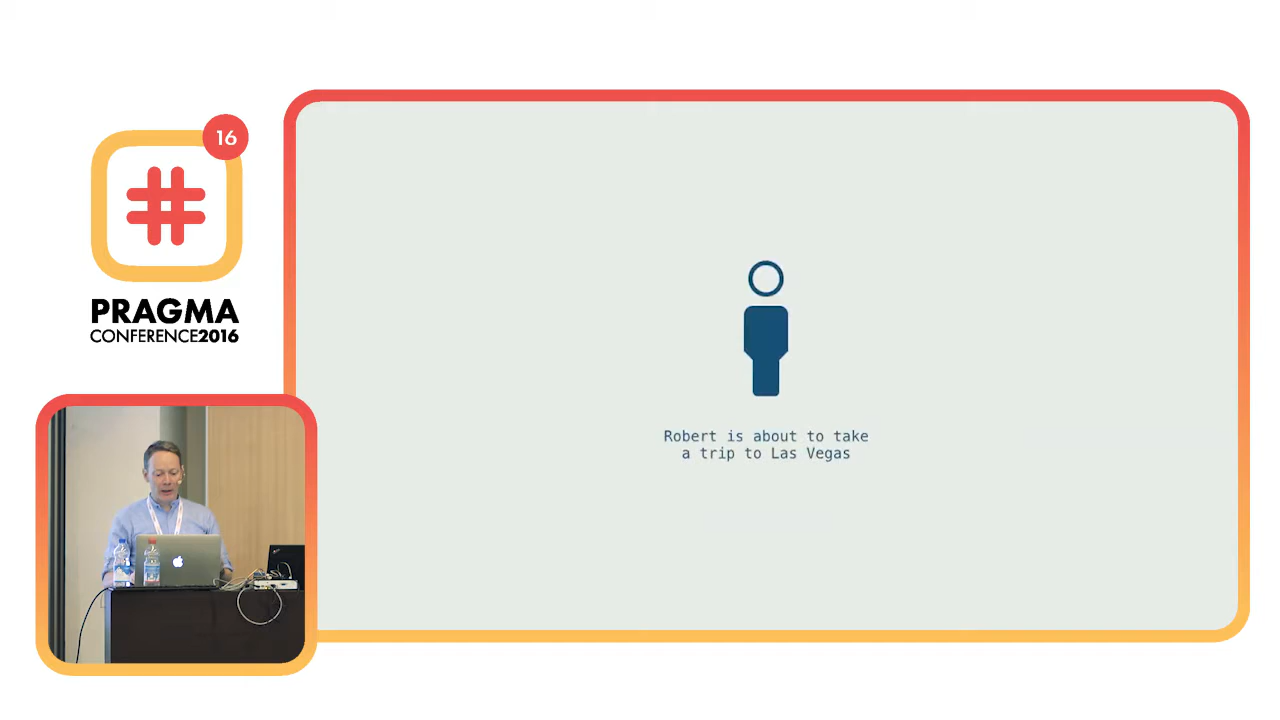 16
PRAGMA
CONFERENCE2016
Robert is about to take
a trip to Las Vegas